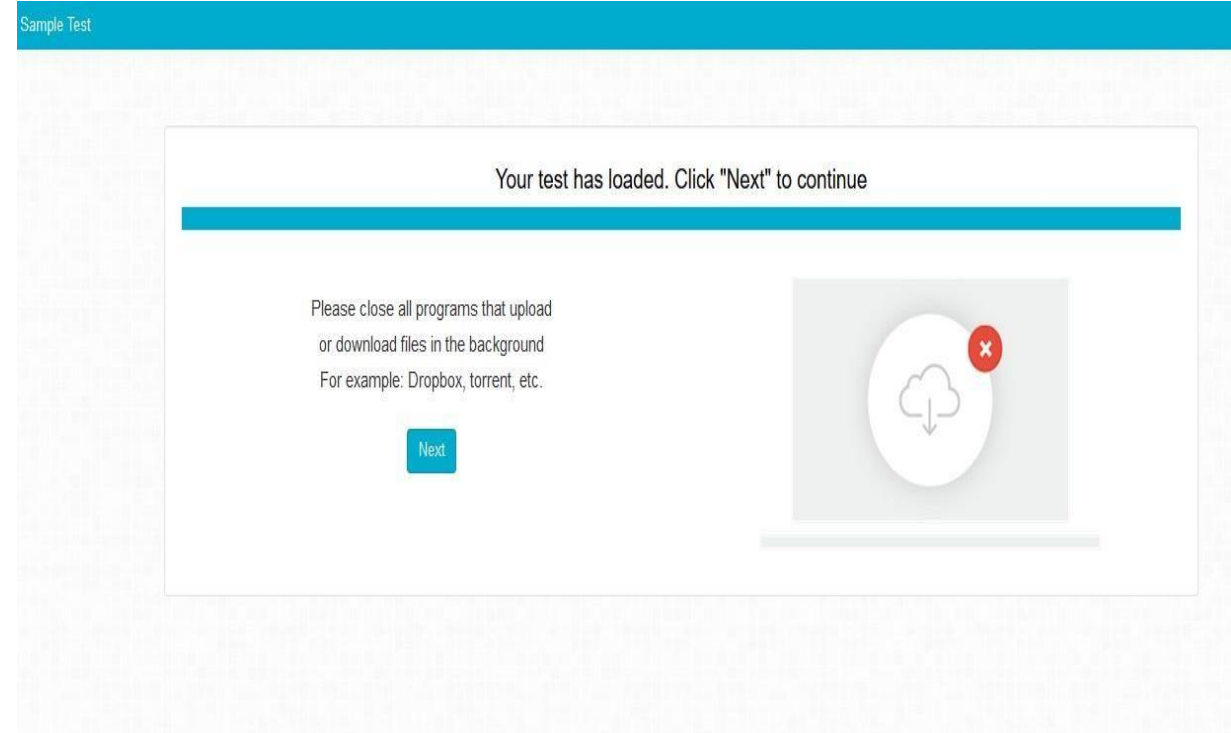 Sample Test
Your test has loaded. Click "Next" to continue
Please close all programs that upload
or download files in the background
For example: Dropbox, torrent, etc.
Next